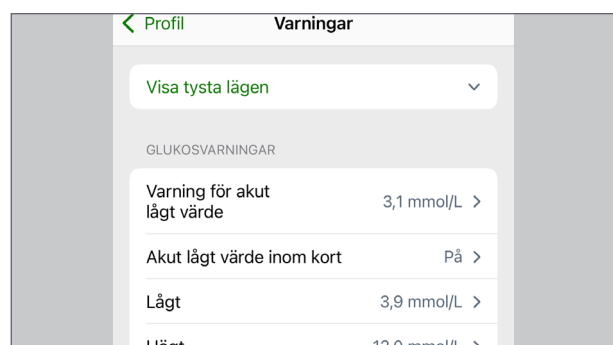 Profil Varningar
Visa tysta lägen
GLUKOSVARNINGAR
Varning för akut
lågt värde
3,1 mmol/L
Akut lågt värde inom kort På
Lågt 3,9 mmol/L